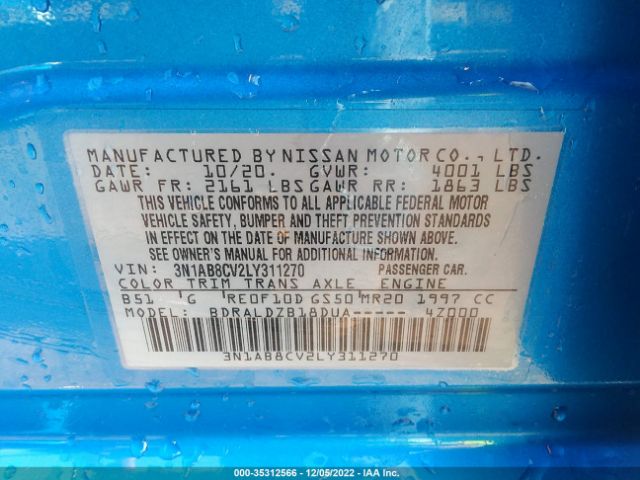 MANUFACTURED BY NISSAN MOTOR CO., LTD.
DATE: 10/20. GVWR: 4001 LBS
GAWR FR: 2161 LBS GAWR RR: 1863 LBS
THIS VEHICLE CONFORMS TO ALL APPLICABLE FEDERAL MOTOR
VEHICLE SAFETY, BUMPER AND THEFT PREVENTION STANDARDS
IN EFFECT ON THE DATE OF MANUFACTURE SHOWN ABOVE.
SEE OWNER'S MANUAL FOR ADDITIONAL INFORMATION.
VIN: 3N1AB8CV2LY311270 PASSENGER CAR.
COLOR TRIM TRANS AXLE ENGINE
B51 G RE0F10D GS50 MR20 1997 CC
MODEL: BDRALDZB18DUA----- 4Z000
3N1AB8CV2LY311270
000-35312566 - 12/05/2022 - IAA Inc.